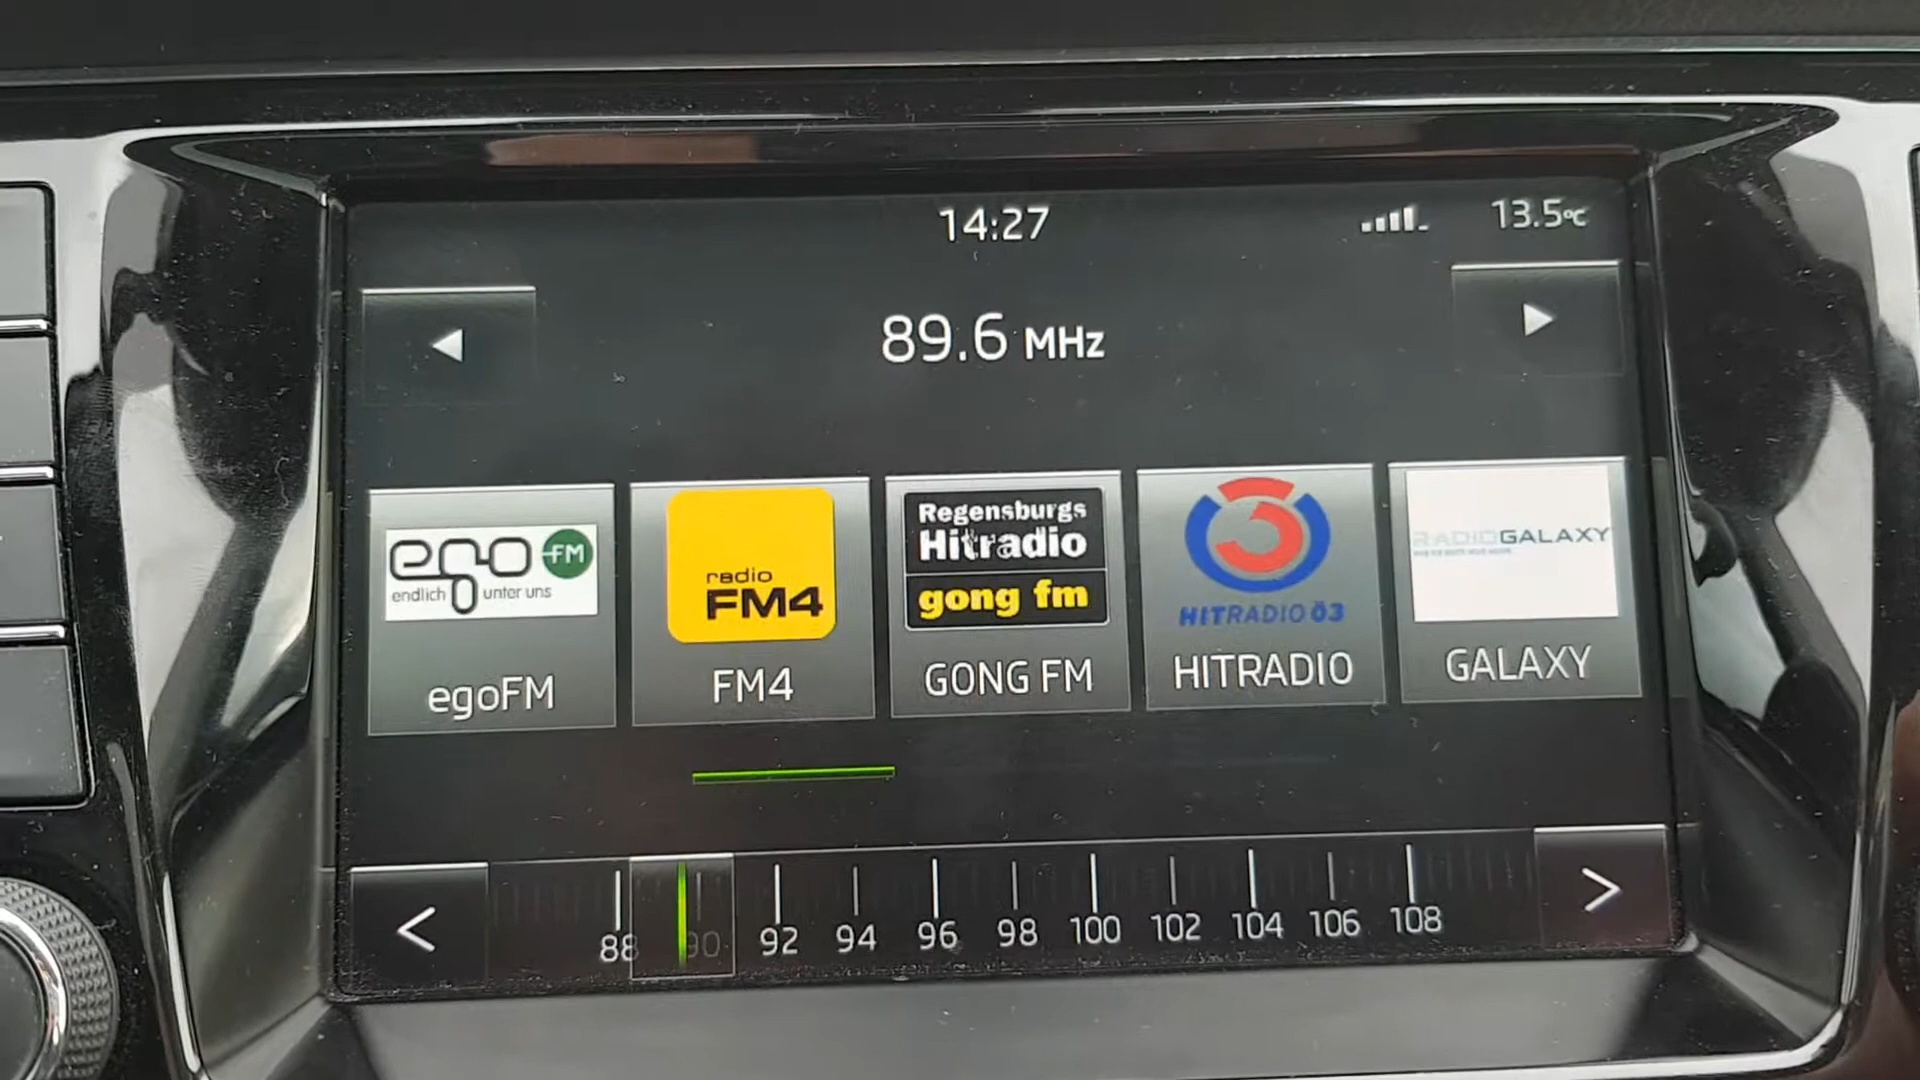 14:27
13.5°C
89.6 MHz
ego FM
endlich unter uns
egoFM
radio
FM4
FM4
Regensburgs
Hitradio
gong fm
GONG FM
HITRADIO Ö3
HITRADIO
RADIOGALAXY
GALAXY
88 90 92 94 96 98 100 102 104 106 108